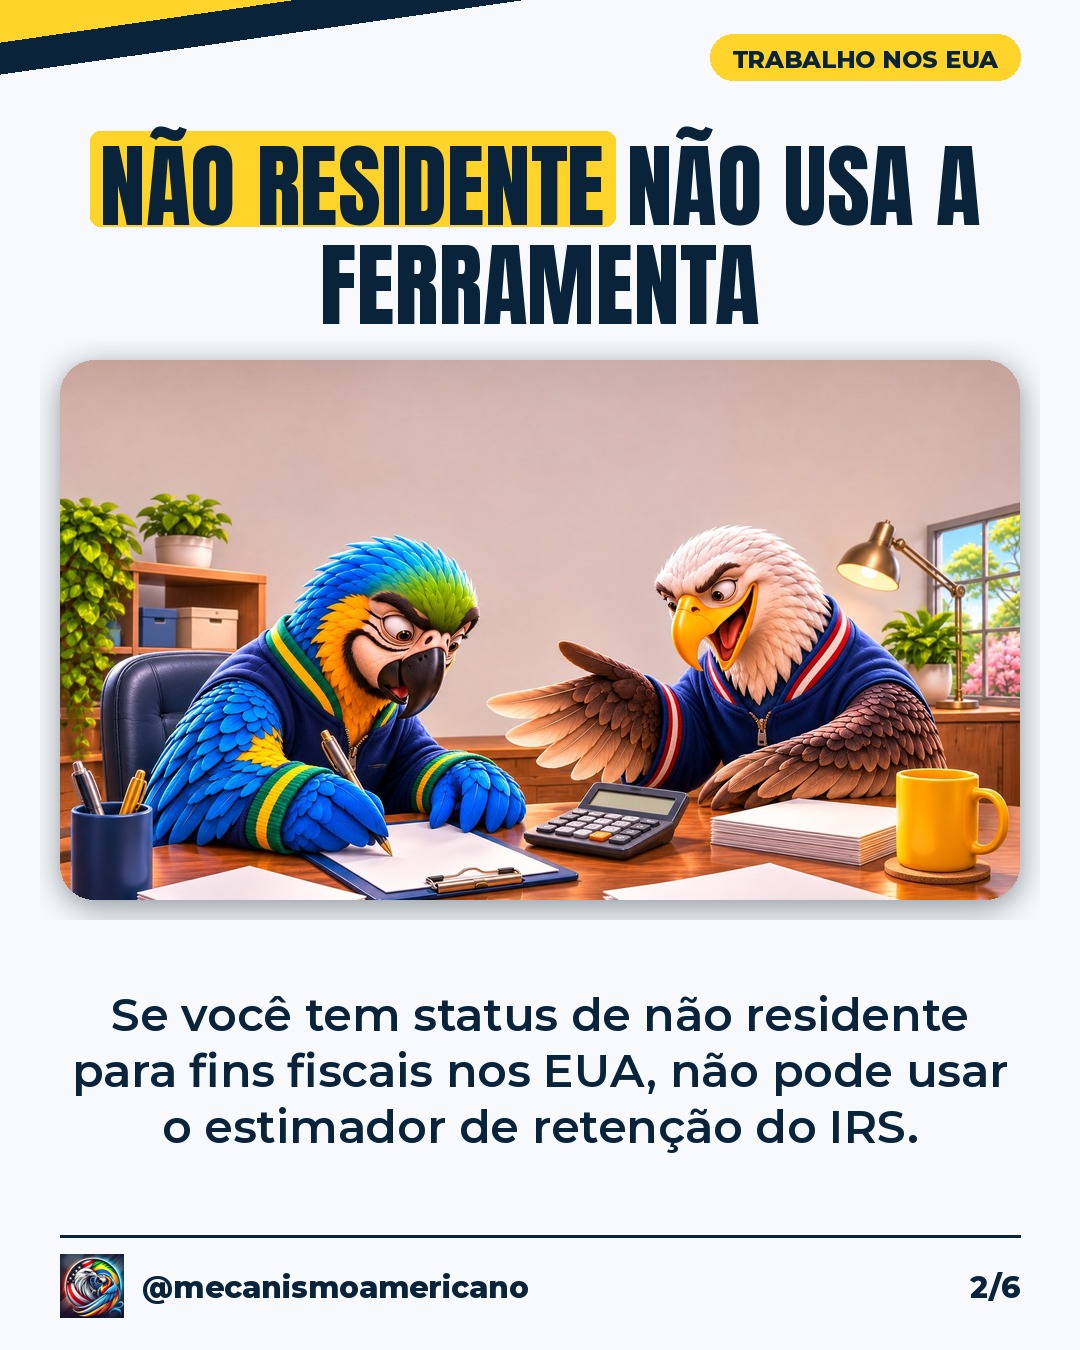 TRABALHO NOS EUA
NÃO RESIDENTE NÃO USA A
FERRAMENTA
Se você tem status de não residente
para fins fiscais nos EUA, não pode usar
o estimador de retenção do IRS.
@mecanismoamericano
2/6